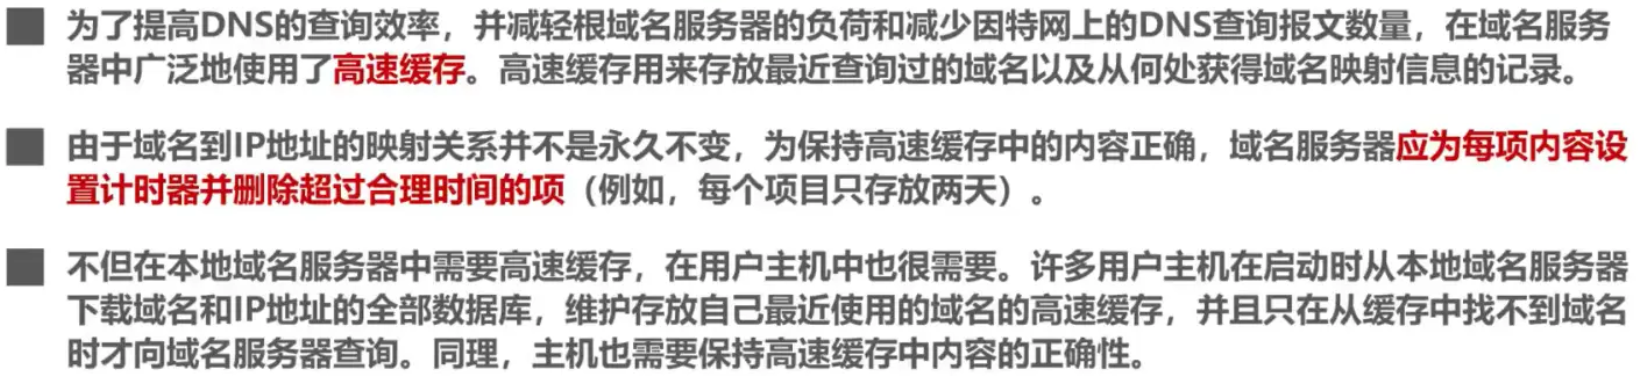 为了提高DNS的查询效率，并减轻根域名服务器的负荷和减少因特网上的DNS查询报文数量，在域名服务
器中广泛地使用了高速缓存。高速缓存用来存放最近查询过的域名以及从何处获得域名映射信息的记录。
由于域名到IP地址的映射关系并不是永久不变，为保持高速缓存中的内容正确，域名服务器应为每项内容设
置计时器并删除超过合理时间的项（例如，每个项目只存放两天）。
不但在本地域名服务器中需要高速缓存，在用户主机中也很需要。许多用户主机在启动时从本地域名服务器
下载域名和IP地址的全部数据库，维护存放自己最近使用的域名的高速缓存，并且只在从缓存中找不到域名
时才向域名服务器查询。同理，主机也需要保持高速缓存中内容的正确性。